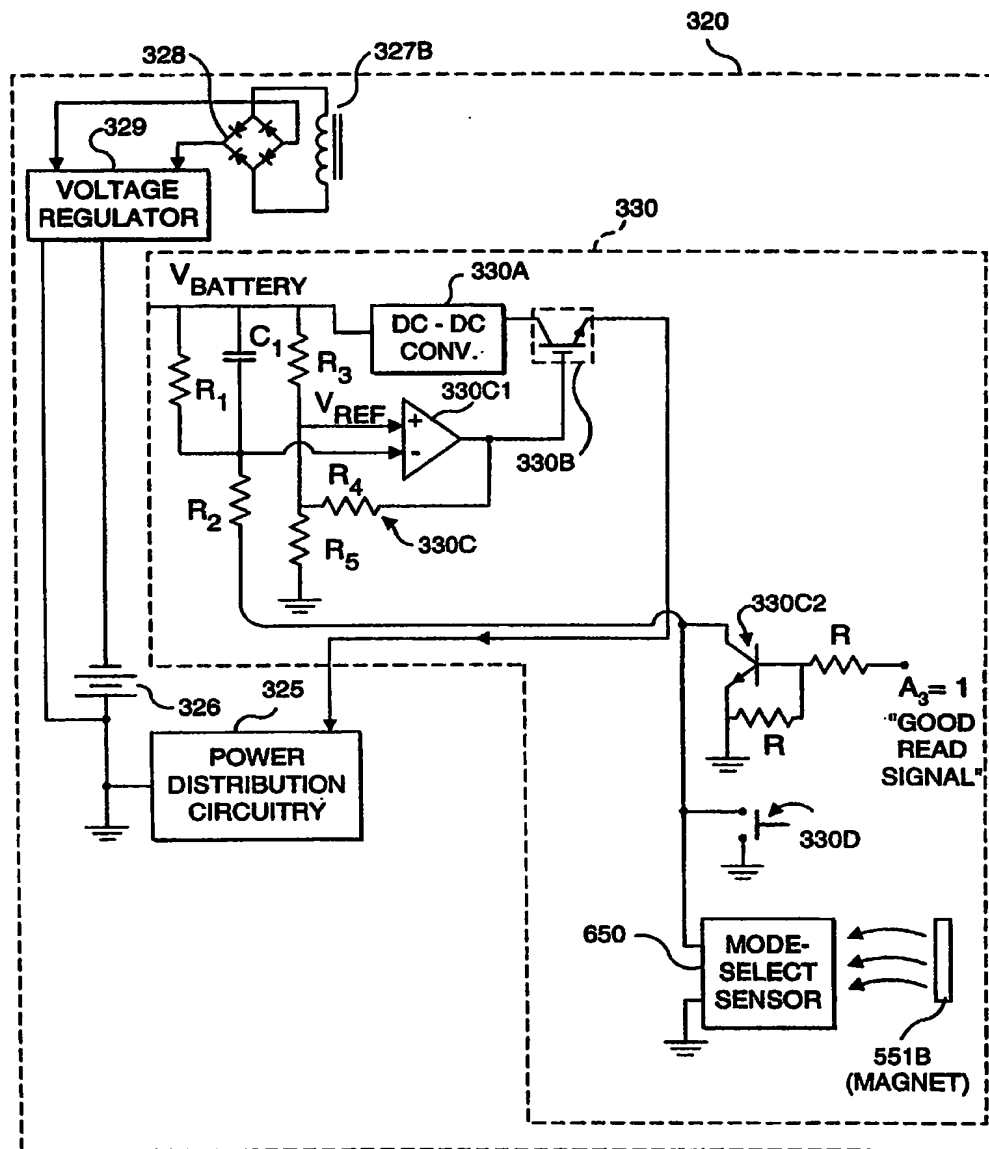 320
327B
328
329
VOLTAGE
REGULATOR
330
V BATTERY
330A
DC - DC
CONV.
C1
R3
R1
330C1
VREF
+
-
330B
R4
R2
330C
R5
330C2
R
A3= 1
"GOOD
READ
SIGNAL"
R
326
325
POWER
DISTRIBUTION
CIRCUITRY
330D
650
MODE-
SELECT
SENSOR
551B
(MAGNET)